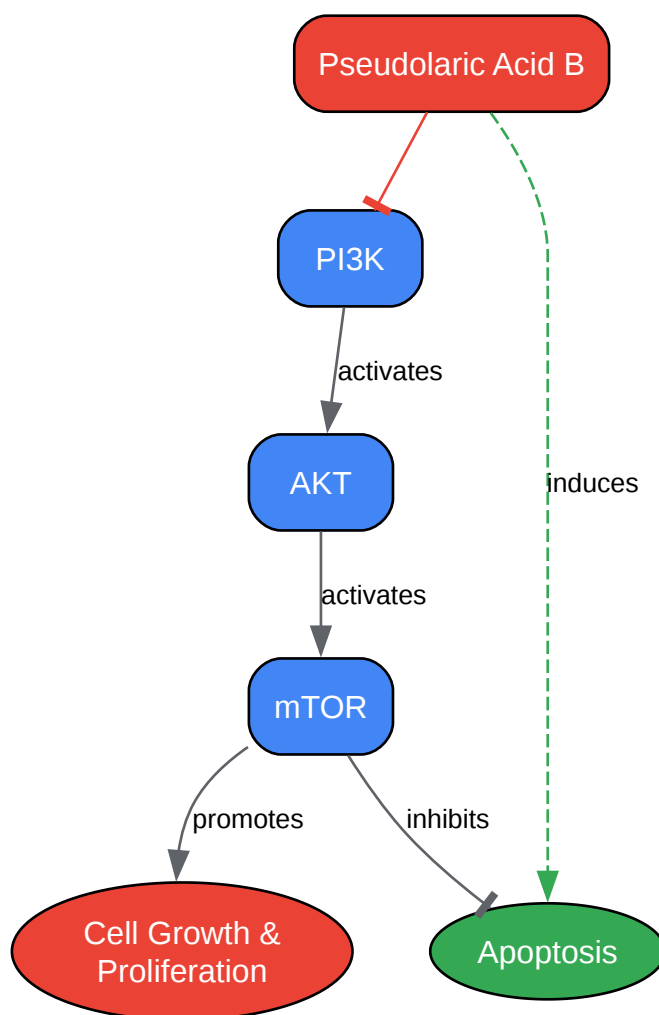 Pseudolaric Acid B
PI3K
activates
AKT
induces
activates
mTOR
promotes
inhibits
Cell Growth &
Proliferation
Apoptosis